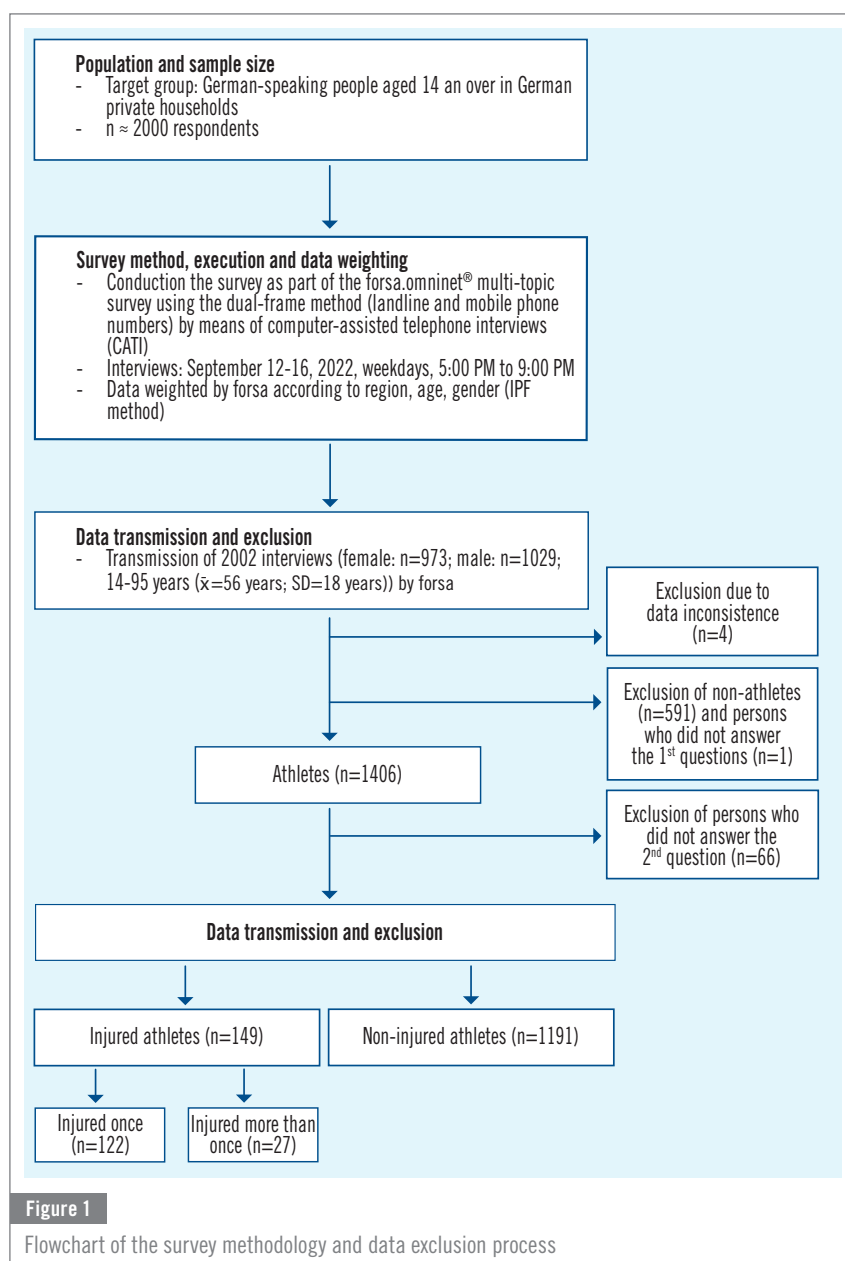 Population and sample size
- Target group: German-speaking people aged 14 an over in German
private households
- n ≈ 2000 respondents
Survey method, execution and data weighting
- Conduction the survey as part of the forsa.omninet® multi-topic
survey using the dual-frame method (landline and mobile phone
numbers) by means of computer-assisted telephone interviews
(CATI)
- Interviews: September 12-16, 2022, weekdays, 5:00 PM to 9:00 PM
- Data weighted by forsa according to region, age, gender (IPF
method)
Data transmission and exclusion
- Transmission of 2002 interviews (female: n=973; male: n=1029;
14-95 years (x̄=56 years; SD=18 years)) by forsa
Exclusion due to
data inconsistence
(n=4)
Exclusion of non-athletes
(n=591) and persons
who did not answer
the 1st questions (n=1)
Athletes (n=1406)
Exclusion of persons who
did not answer the
2nd question (n=66)
Data transmission and exclusion
Injured athletes (n=149)
Non-injured athletes (n=1191)
Injured once
(n=122)
Injured more than
once (n=27)
Figure 1
Flowchart of the survey methodology and data exclusion process